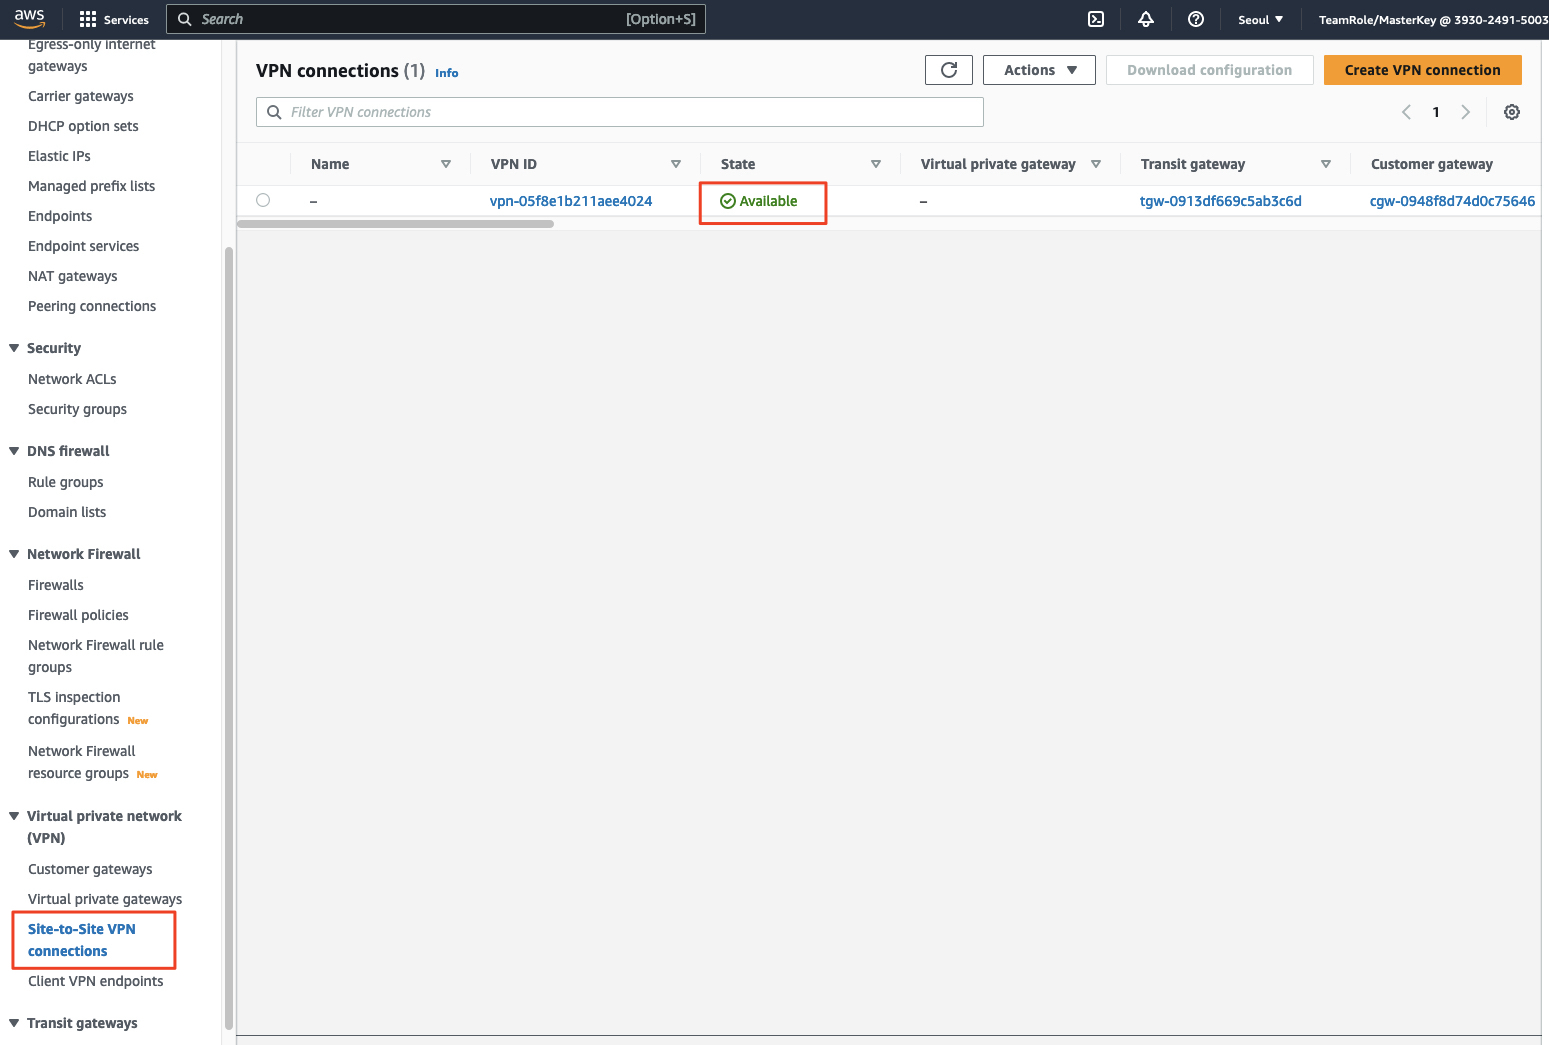 aws
Services
Search
[Option+S]
Seoul
TeamRole/MasterKey @ 3930-2491-5003
Egress-only internet
gateways
Carrier gateways
DHCP option sets
Elastic IPs
Managed prefix lists
Endpoints
Endpoint services
NAT gateways
Peering connections
Security
Network ACLs
Security groups
DNS firewall
Rule groups
Domain lists
Network Firewall
Firewalls
Firewall policies
Network Firewall rule
groups
TLS inspection
configurations New
Network Firewall
resource groups New
Virtual private network
(VPN)
Customer gateways
Virtual private gateways
Site-to-Site VPN
connections
Client VPN endpoints
Transit gateways
VPN connections (1) Info
Actions
Download configuration
Create VPN connection
Filter VPN connections
1
Name VPN ID State Virtual private gateway Transit gateway Customer gateway
– vpn-05f8e1b211aee4024 Available – tgw-0913df669c5ab3c6d cgw-0948f8d74d0c75646